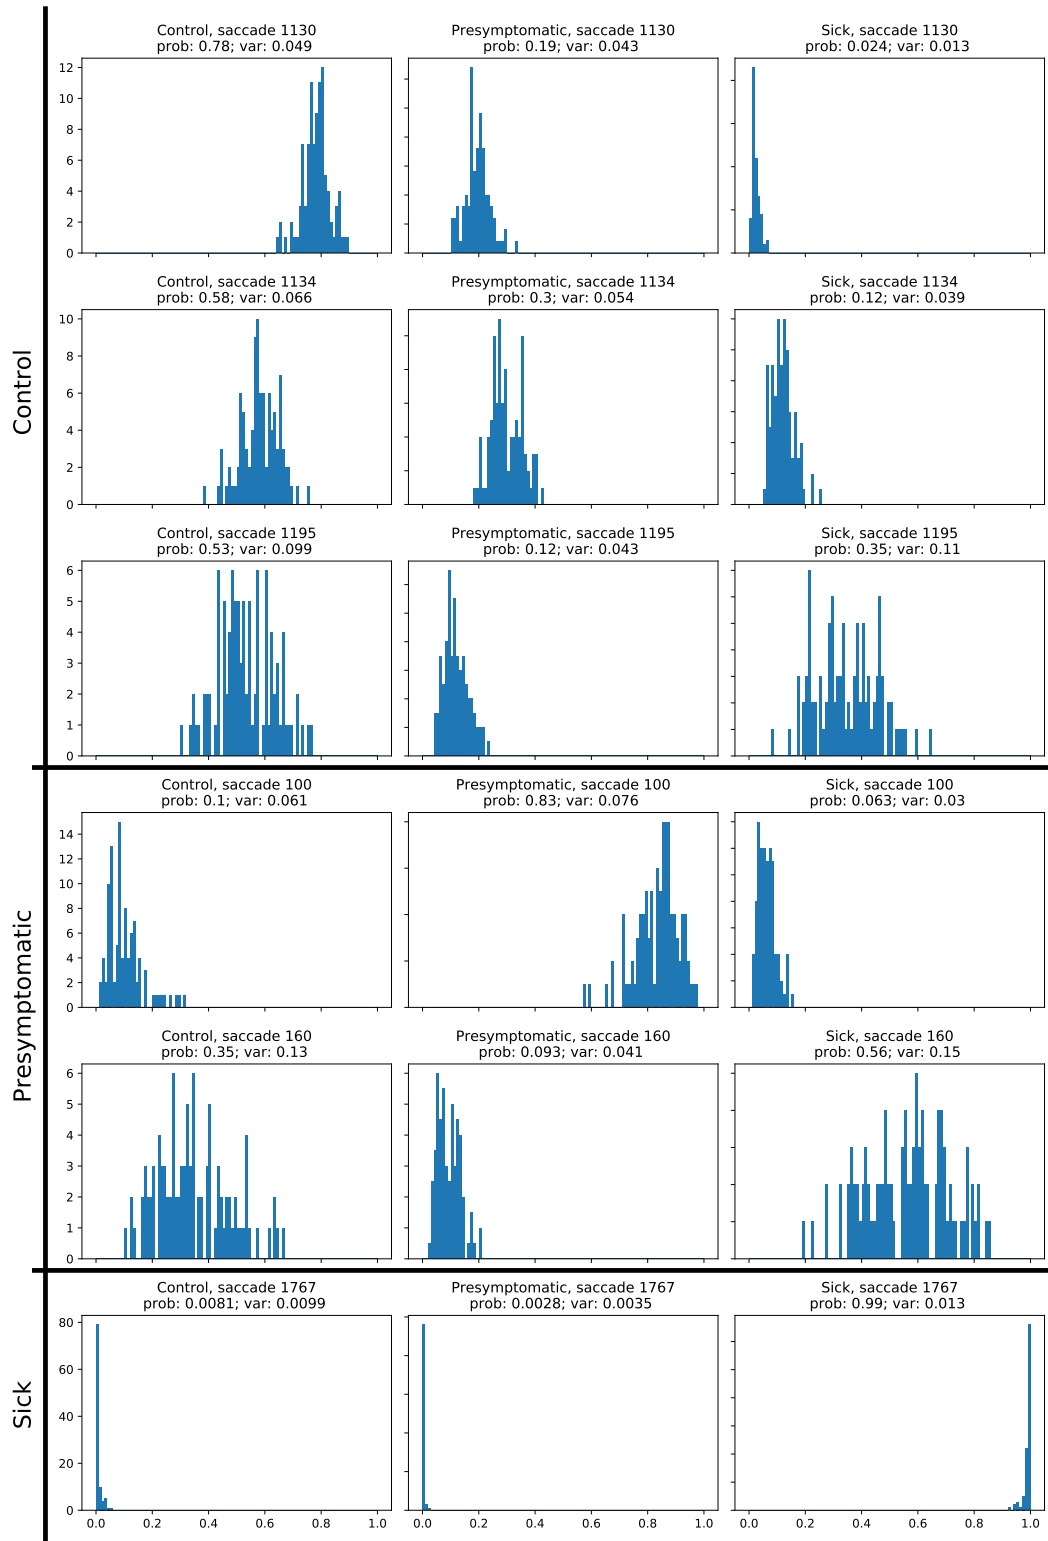 Control, saccade 1130
prob: 0.78; var: 0.049
Presymptomatic, saccade 1130
prob: 0.19; var: 0.043
Sick, saccade 1130
prob: 0.024; var: 0.013
12
10
8
6
4
2
0
Control
Control, saccade 1134
prob: 0.58; var: 0.066
Presymptomatic, saccade 1134
prob: 0.3; var: 0.054
Sick, saccade 1134
prob: 0.12; var: 0.039
10
8
6
4
2
0
Control, saccade 1195
prob: 0.53; var: 0.099
Presymptomatic, saccade 1195
prob: 0.12; var: 0.043
Sick, saccade 1195
prob: 0.35; var: 0.11
6
5
4
3
2
1
0
Presymptomatic
Control, saccade 100
prob: 0.1; var: 0.061
Presymptomatic, saccade 100
prob: 0.83; var: 0.076
Sick, saccade 100
prob: 0.063; var: 0.03
14
12
10
8
6
4
2
0
Control, saccade 160
prob: 0.35; var: 0.13
Presymptomatic, saccade 160
prob: 0.093; var: 0.041
Sick, saccade 160
prob: 0.56; var: 0.15
6
5
4
3
2
1
0
Sick
Control, saccade 1767
prob: 0.0081; var: 0.0099
Presymptomatic, saccade 1767
prob: 0.0028; var: 0.0035
Sick, saccade 1767
prob: 0.99; var: 0.013
80
60
40
20
0
0.0 0.2 0.4 0.6 0.8 1.0
0.0 0.2 0.4 0.6 0.8 1.0
0.0 0.2 0.4 0.6 0.8 1.0